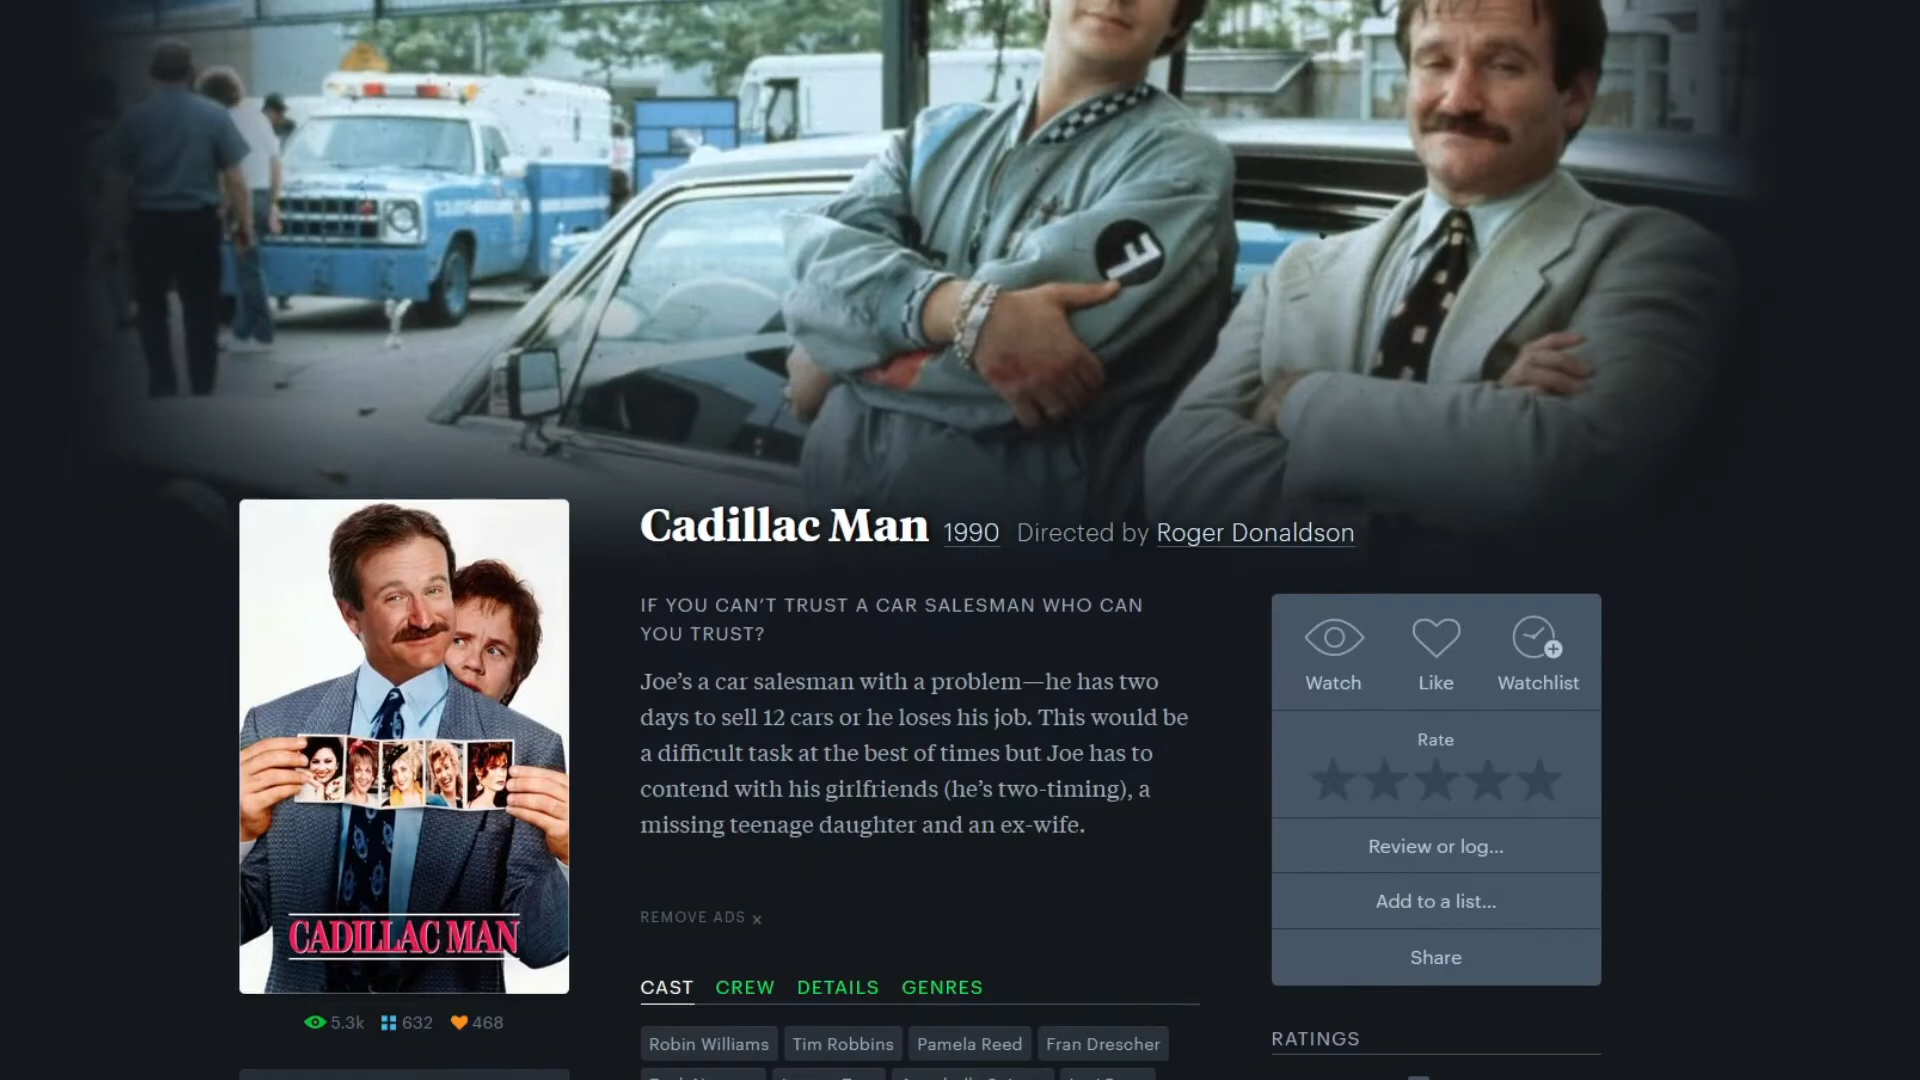 Cadillac Man 1990 Directed by Roger Donaldson
IF YOU CAN’T TRUST A CAR SALESMAN WHO CAN
YOU TRUST?
Joe’s a car salesman with a problem—he has two
days to sell 12 cars or he loses his job. This would be
a difficult task at the best of times but Joe has to
contend with his girlfriends (he’s two-timing), a
missing teenage daughter and an ex-wife.
REMOVE ADS x
CAST CREW DETAILS GENRES
Robin Williams Tim Robbins Pamela Reed Fran Drescher
CADILLAC MAN
5.3k 632 468
Watch Like Watchlist
Rate
Review or log...
Add to a list...
Share
RATINGS